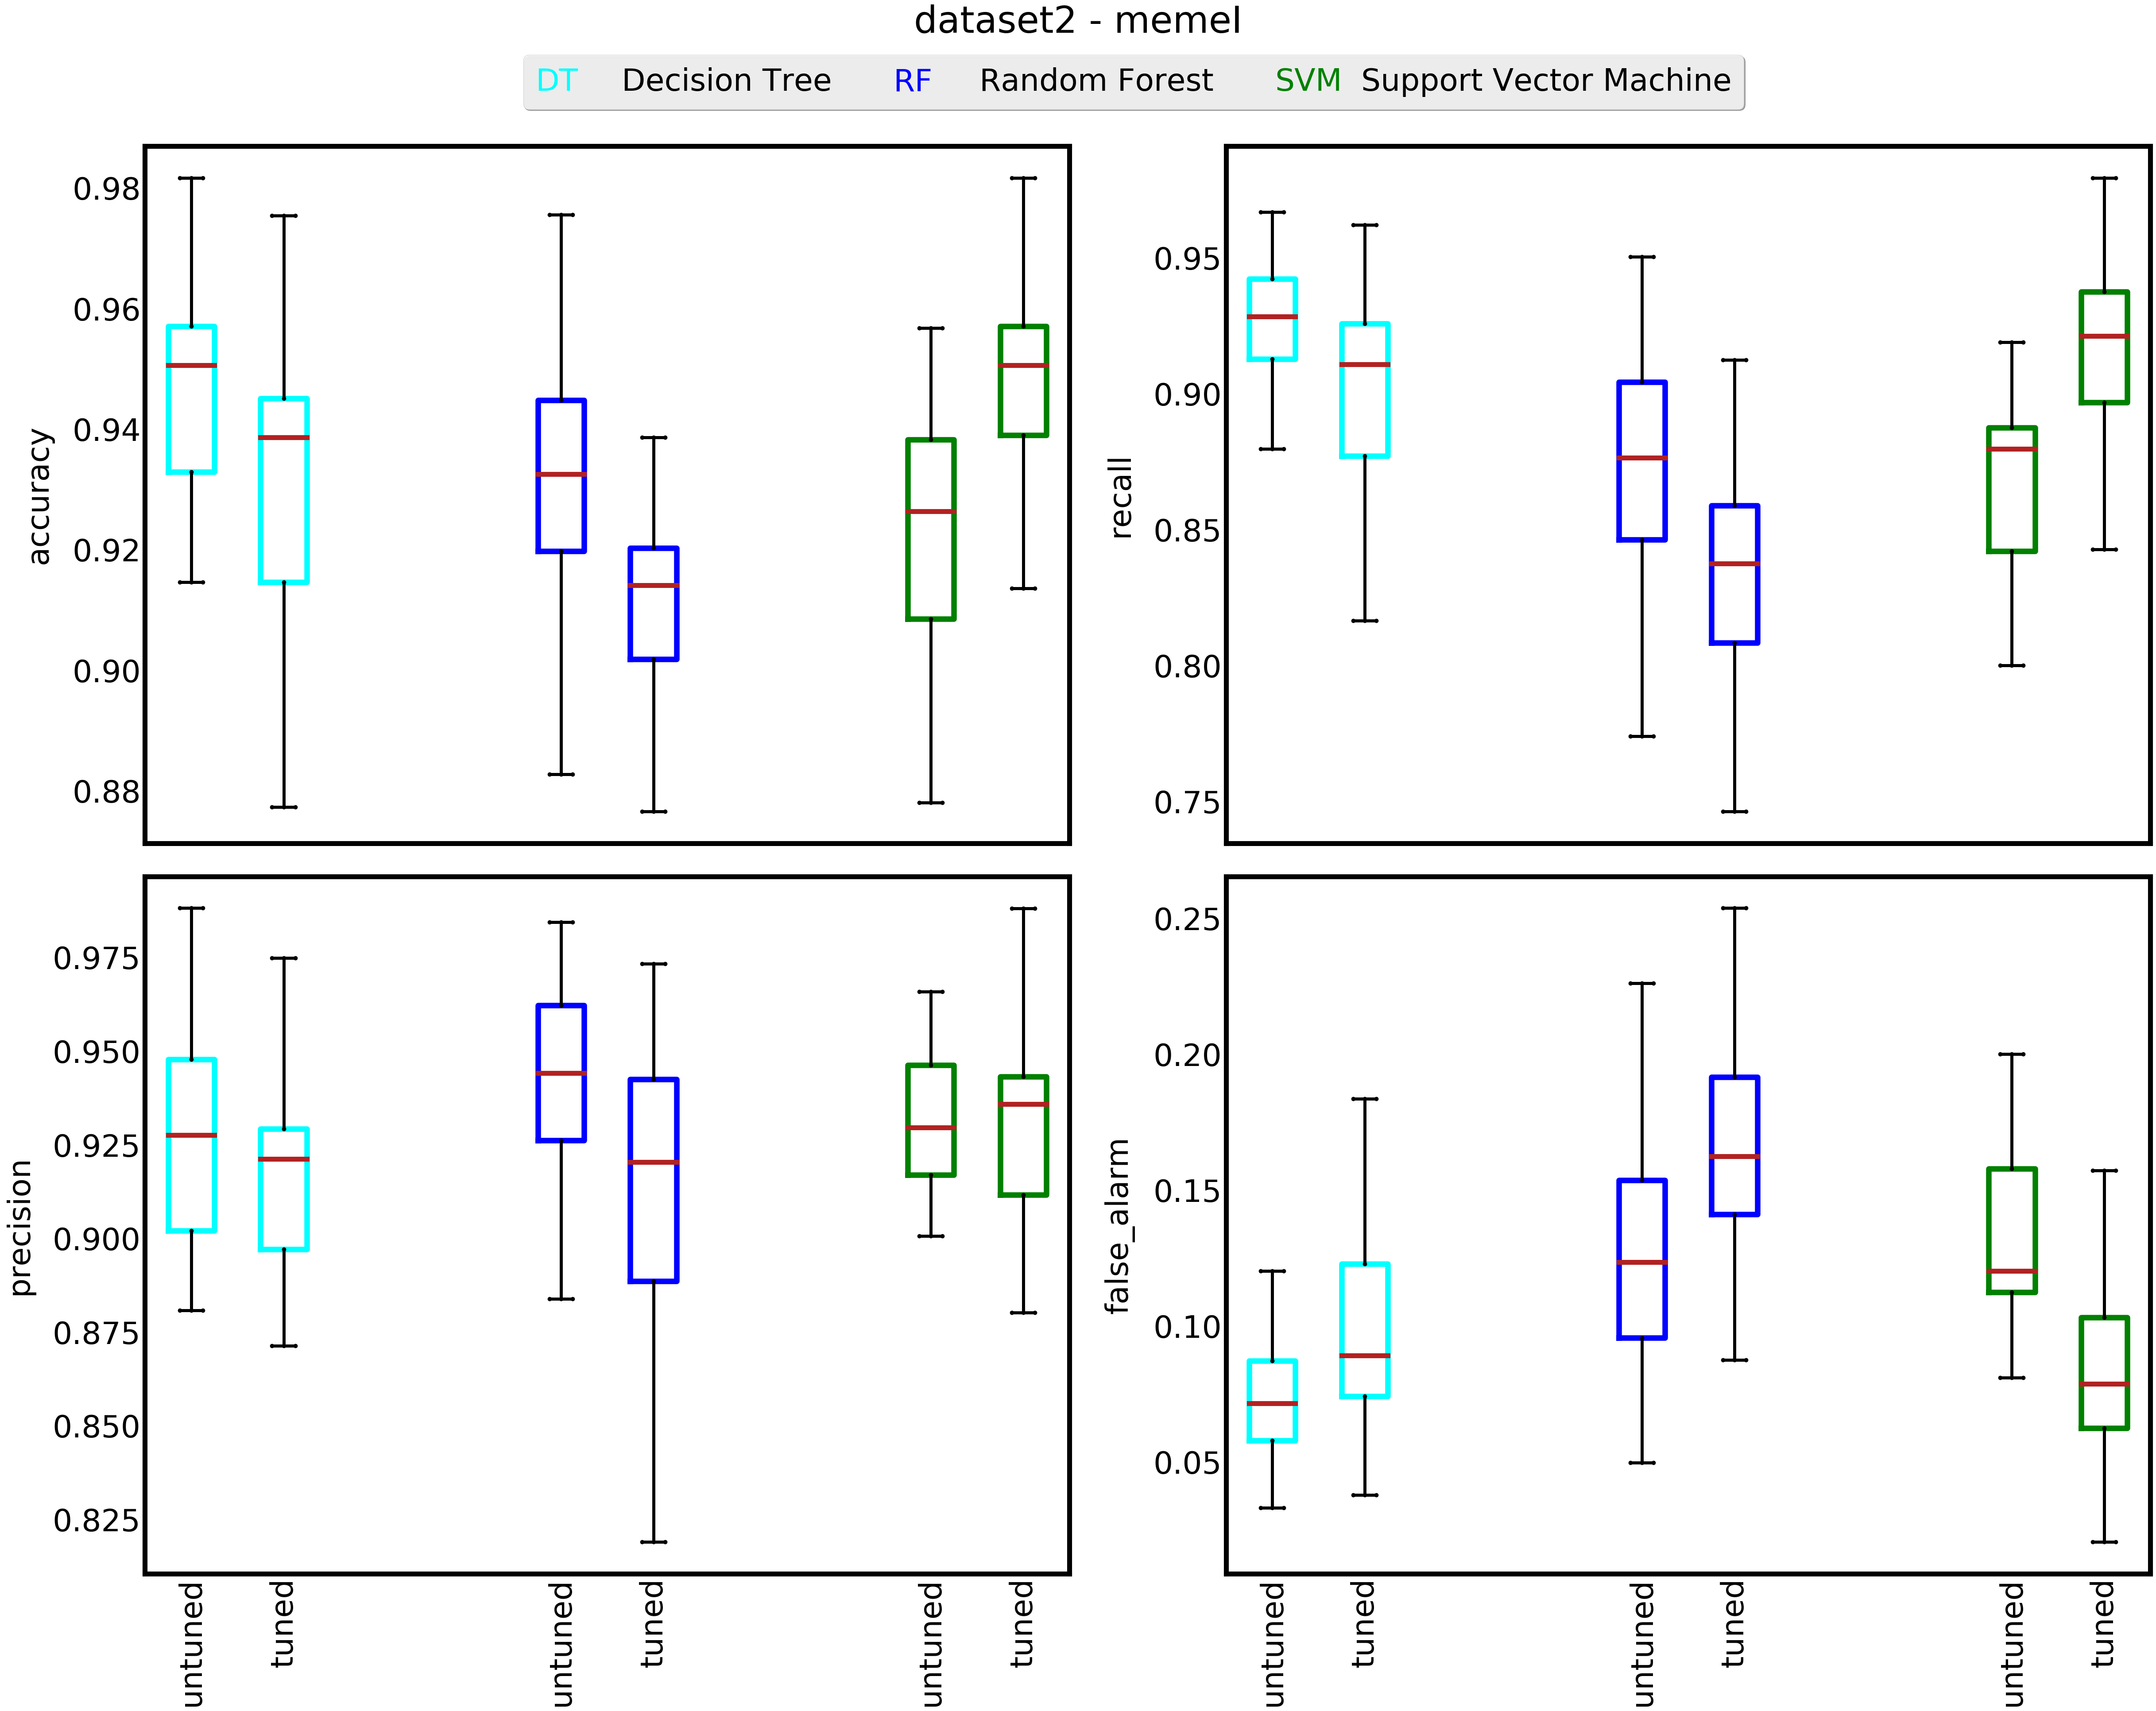 dataset2 - memel
DT Decision Tree RF Random Forest SVM Support Vector Machine
accuracy
0.98
0.96
0.94
0.92
0.90
0.88
recall
0.95
0.90
0.85
0.80
0.75
precision
0.975
0.950
0.925
0.900
0.875
0.850
0.825
false_alarm
0.25
0.20
0.15
0.10
0.05
untuned
tuned
untuned
tuned
untuned
tuned
untuned
tuned
untuned
tuned
untuned
tuned